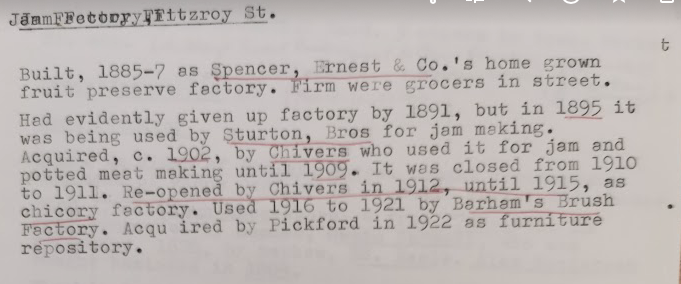 Jam Factory, Fitzroy St.
t
Built, 1885-7 as Spencer, Ernest & Co.'s home grown
fruit preserve factory. Firm were grocers in street.
Had evidently given up factory by 1891, but in 1895 it
was being used by Sturton, Bros for jam making.
Acquired, c. 1902, by Chivers who used it for jam and
potted meat making until 1909. It was closed from 1910
to 1911. Re-opened by Chivers in 1912, until 1915, as
chicory factory. Used 1916 to 1921 by Barham's Brush
Factory. Acqu ired by Pickford in 1922 as furniture
repository.